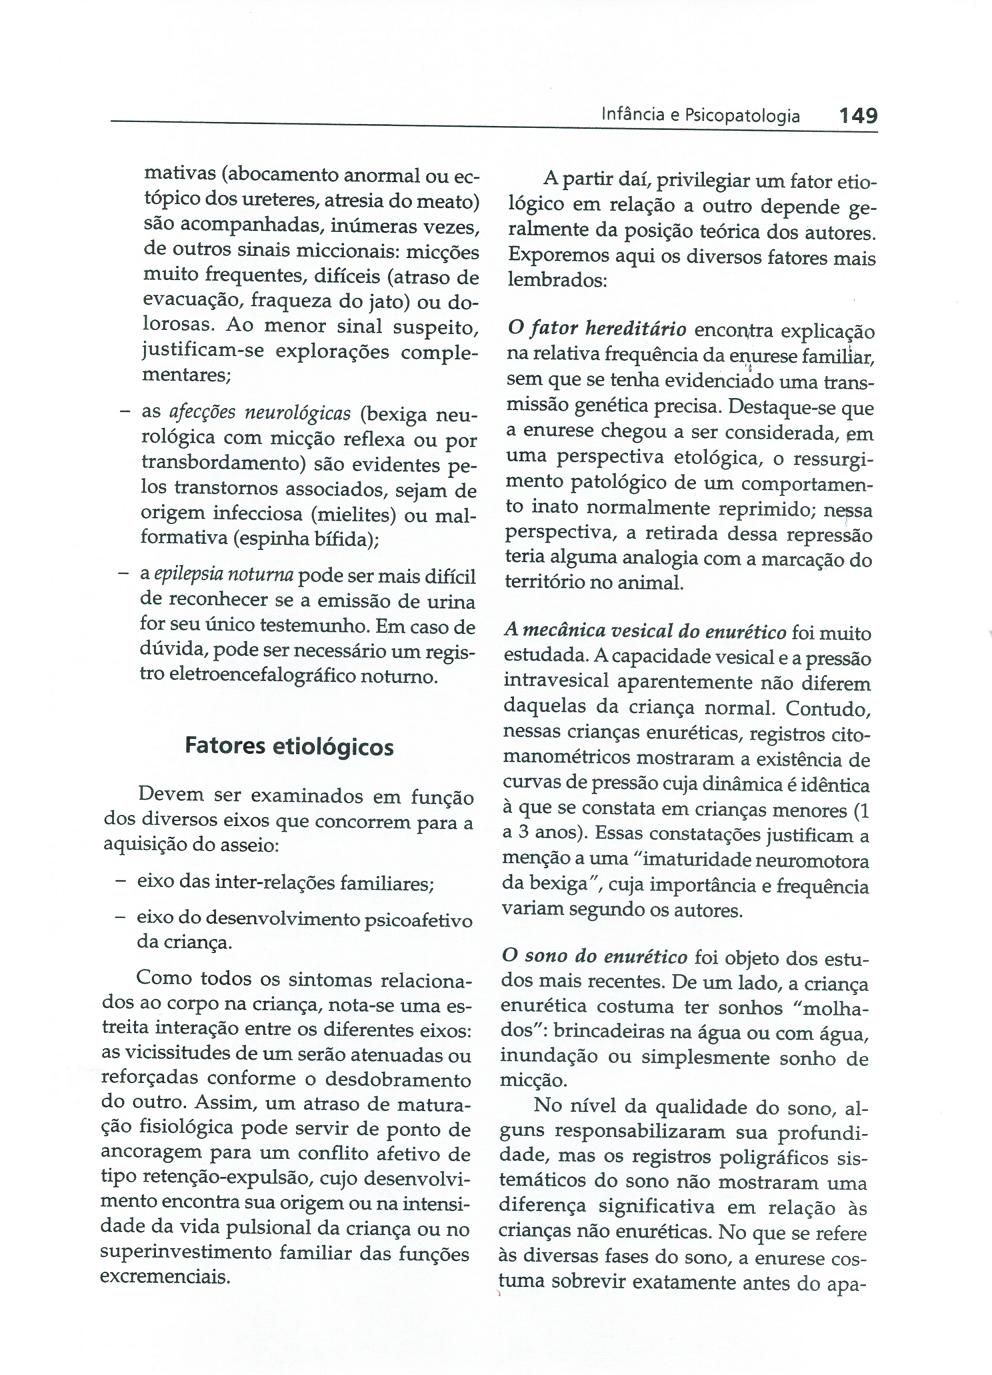 Infância e Psicopatologia 149
mativas (abocamento anormal ou ec-
tópico dos ureteres, atresia do meato)
são acompanhadas, inúmeras vezes,
de outros sinais miccionais: micções
muito frequentes, difíceis (atraso de
evacuação, fraqueza do jato) ou do-
lorosas. Ao menor sinal suspeito,
justificam-se explorações comple-
mentares;
– as afecções neurológicas (bexiga neu-
rológica com micção reflexa ou por
transbordamento) são evidentes pe-
los transtornos associados, sejam de
origem infecciosa (mielites) ou mal-
formativa (espinha bífida);
– a epilepsia noturna pode ser mais difícil
de reconhecer se a emissão de urina
for seu único testemunho. Em caso de
dúvida, pode ser necessário um regis-
tro eletroencefalográfico noturno.
Fatores etiológicos
Devem ser examinados em função
dos diversos eixos que concorrem para a
aquisição do asseio:
– eixo das inter-relações familiares;
– eixo do desenvolvimento psicoafetivo
da criança.
Como todos os sintomas relaciona-
dos ao corpo na criança, nota-se uma es-
treita interação entre os diferentes eixos:
as vicissitudes de um serão atenuadas ou
reforçadas conforme o desdobramento
do outro. Assim, um atraso de matura-
ção fisiológica pode servir de ponto de
ancoragem para um conflito afetivo de
tipo retenção-expulsão, cujo desenvolvi-
mento encontra sua origem ou na intensi-
dade da vida pulsional da criança ou no
superinvestimento familiar das funções
excremenciais.
A partir daí, privilegiar um fator etio-
lógico em relação a outro depende ge-
ralmente da posição teórica dos autores.
Exporemos aqui os diversos fatores mais
lembrados:
O fator hereditário encontra explicação
na relativa frequência da enurese familiar,
sem que se tenha evidenciado uma trans-
missão genética precisa. Destaque-se que
a enurese chegou a ser considerada, em
uma perspectiva etológica, o ressurgi-
mento patológico de um comportamen-
to inato normalmente reprimido; nessa
perspectiva, a retirada dessa repressão
teria alguma analogia com a marcação do
território no animal.
A mecânica vesical do enurético foi muito
estudada. A capacidade vesical e a pressão
intravesical aparentemente não diferem
daquelas da criança normal. Contudo,
nessas crianças enuréticas, registros cito-
manométricos mostraram a existência de
curvas de pressão cuja dinâmica é idêntica
à que se constata em crianças menores (1
a 3 anos). Essas constatações justificam a
menção a uma "imaturidade neuromotora
da bexiga", cuja importância e frequência
variam segundo os autores.
O sono do enurético foi objeto dos estu-
dos mais recentes. De um lado, a criança
enurética costuma ter sonhos "molha-
dos": brincadeiras na água ou com água,
inundação ou simplesmente sonho de
micção.
No nível da qualidade do sono, al-
guns responsabilizaram sua profundi-
dade, mas os registros poligráficos sis-
temáticos do sono não mostraram uma
diferença significativa em relação às
crianças não enuréticas. No que se refere
às diversas fases do sono, a enurese cos-
tuma sobrevir exatamente antes do apa-